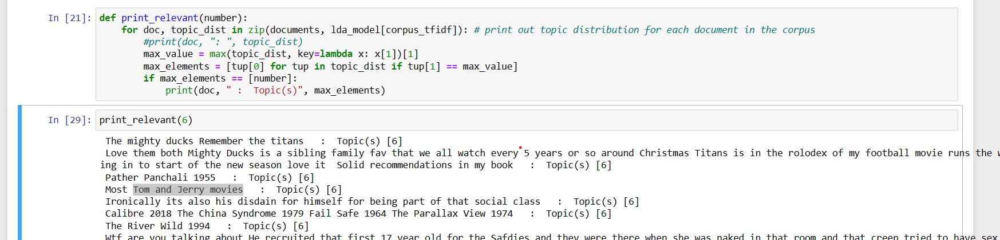 In [21]: def print_relevant(number):
for doc, topic_dist in zip(documents, lda_model[corpus_tfidf]): # print out topic distribution for each document in the corpus
#print(doc, ": ", topic_dist)
max_value = max(topic_dist, key=lambda x: x[1])[1]
max_elements = [tup[0] for tup in topic_dist if tup[1] == max_value]
if max_elements == [number]:
print(doc, " :  Topic(s)", max_elements)
In [29]: print_relevant(6)
The mighty ducks Remember the titans   :  Topic(s) [6]
Love them both Mighty Ducks is a sibling family fav that we all watch every 5 years or so around Christmas Titans is in the rolodex of my football movie runs the
ing in to start of the new season love it  Solid recommendations in my book   :  Topic(s) [6]
Pather Panchali 1955   :  Topic(s) [6]
Most Tom and Jerry movies   :  Topic(s) [6]
Ironically its also his disdain for himself for being part of that social class   :  Topic(s) [6]
Calibre 2018 The China Syndrome 1979 Fail Safe 1964 The Parallax View 1974   :  Topic(s) [6]
The River Wild 1994   :  Topic(s) [6]
Wtf are you talking about He recruited that first 17 year old for the Safdies and they were there when she was naked in that room and that creep tried to have sex